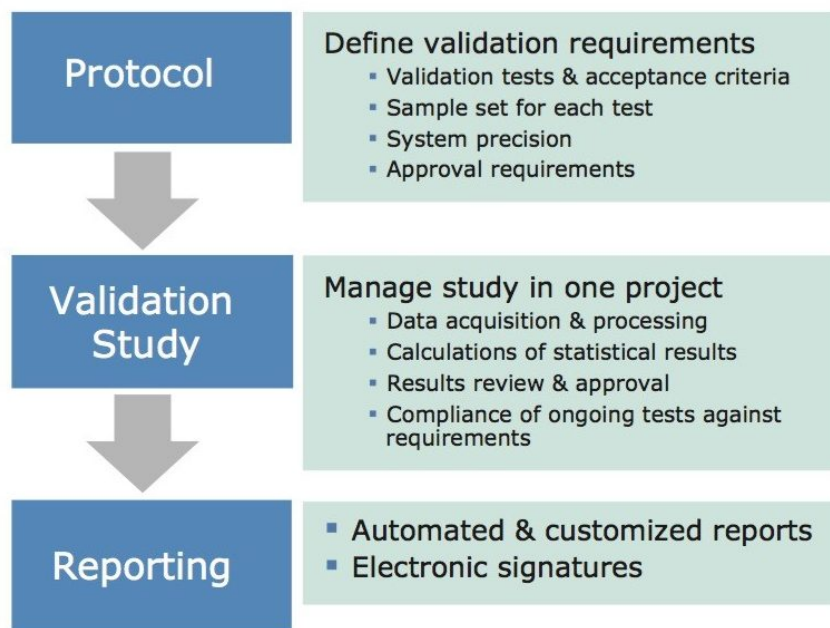 Protocol
Define validation requirements
▪ Validation tests & acceptance criteria
▪ Sample set for each test
▪ System precision
▪ Approval requirements
Validation
Study
Manage study in one project
▪ Data acquisition & processing
▪ Calculations of statistical results
▪ Results review & approval
▪ Compliance of ongoing tests against
requirements
Reporting
▪ Automated & customized reports
▪ Electronic signatures